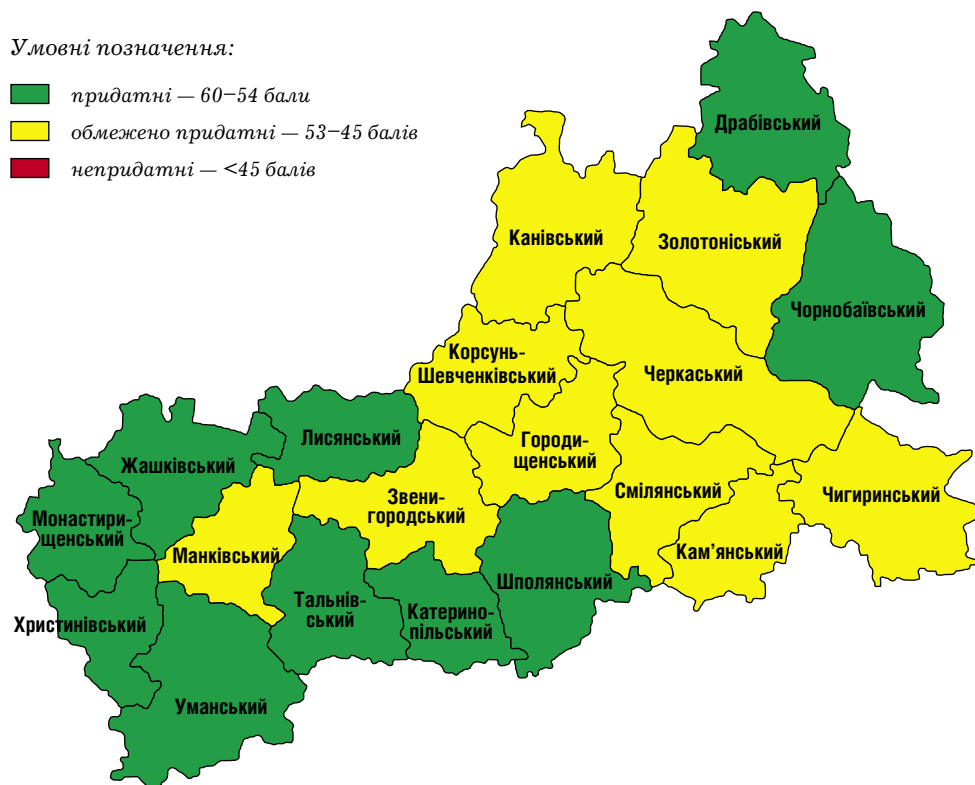 Умовні позначення:
придатні — 60–54 бали
обмежено придатні — 53–45 балів
непридатні — <45 балів
Драбівський
Канівський
Золотоніський
Чорнобаївський
Корсунь-
Шевченківський
Черкаський
Лисянський
Городи-
щенський
Жашківський
Смілянський
Чигиринський
Звени-
городський
Монастири-
щенський
Манківський
Кам’янський
Шполянський
Тальнів-
ський
Катерино-
пільський
Христинівський
Уманський